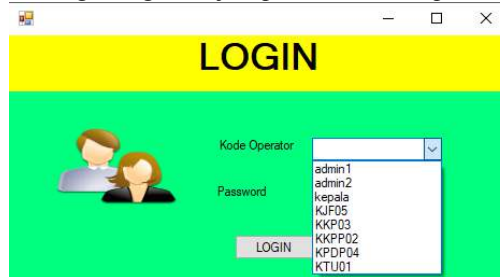 LOGIN
Kode Operator
admin1
admin2
Password
kepala
KJF05
KKP03
LOGIN
KKPP02
KPDP04
KTU01